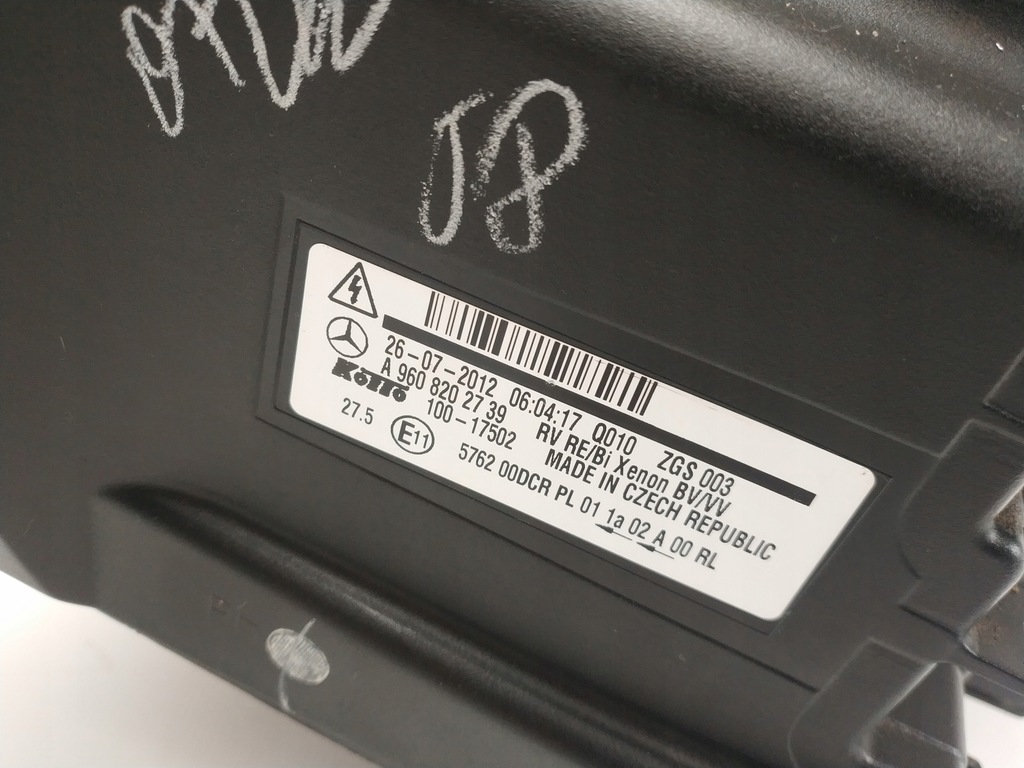 26-07-2012 06:04:17 Q010 ZGS 003
A 960 820 27 39 RV RE/Bi Xenon BV/VV
Koito 100-17502 MADE IN CZECH REPUBLIC
27.5 E11 5762 00DCR PL 01 1a 02 A 00 RL